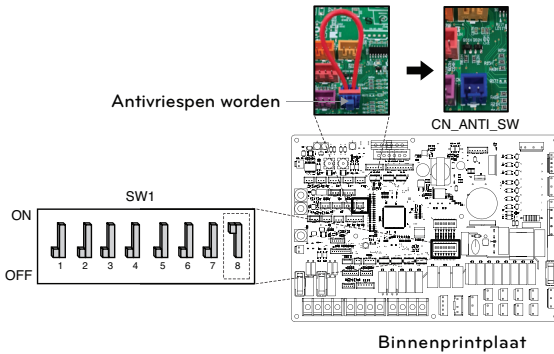 Antivriespen worden
CN_ANTI_SW
SW1
ON
OFF
1 2 3 4 5 6 7 8
Binnenprintplaat